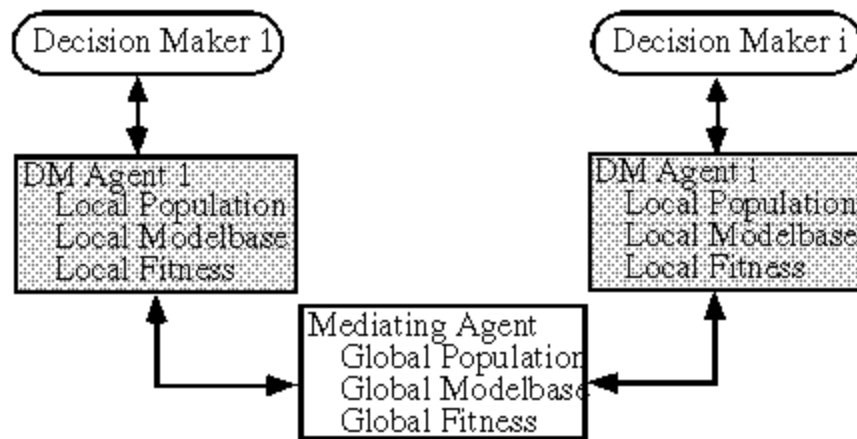 Decision Maker 1
Decision Maker i
DM Agent 1
Local Population
Local Modelbase
Local Fitness
DM Agent i
Local Population
Local Modelbase
Local Fitness
Mediating Agent
Global Population
Global Modelbase
Global Fitness